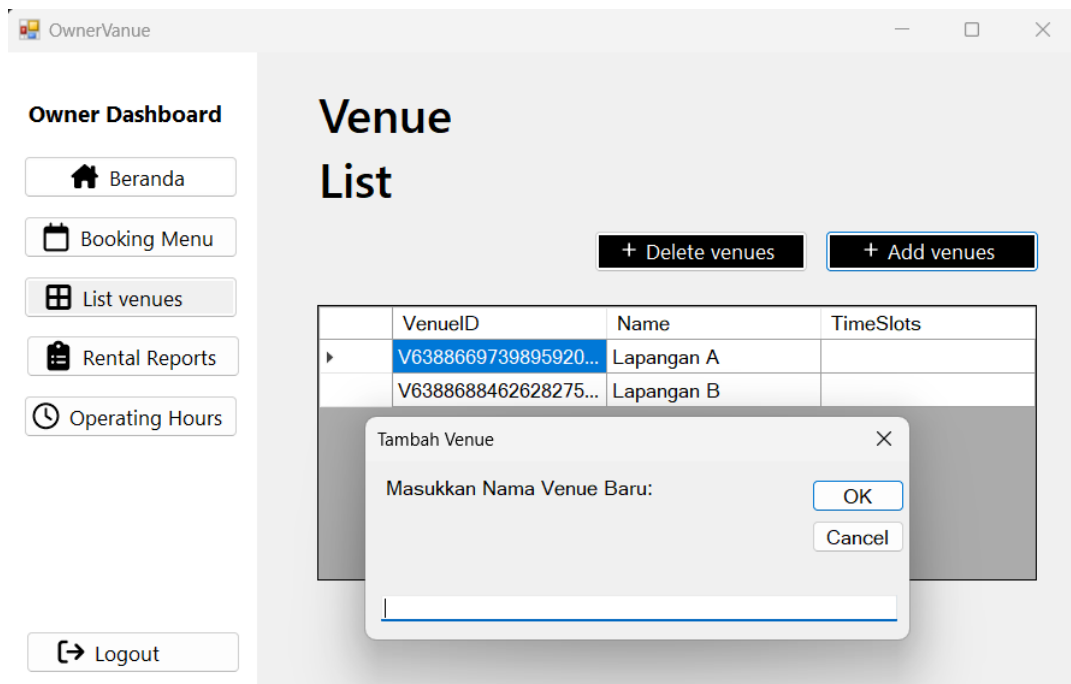 OwnerVanue
Owner Dashboard
Beranda
Booking Menu
List venues
Rental Reports
Operating Hours
Logout
Venue
List
+ Delete venues
+ Add venues
VenueID Name TimeSlots
V6388669739895920... Lapangan A
V6388688462628275... Lapangan B
Tambah Venue
Masukkan Nama Venue Baru:
OK
Cancel